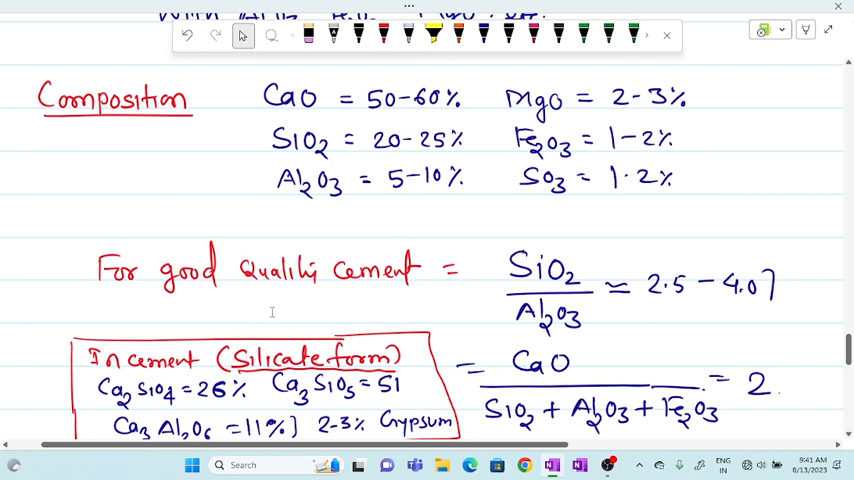 Composition CaO = 50-60% MgO = 2-3%
SiO2 = 20-25% Fe2O3 = 1-2%
Al2O3 = 5-10% SO3 = 1.2%
For good Quality cement = SiO2 / Al2O3 ≈ 2.5 - 4.0
In cement (Silicate form)
Ca2SiO4 = 26% Ca3SiO5 = 51
Ca3Al2O6 = 11% 2-3% Gypsum
= CaO / SiO2 + Al2O3 + Fe2O3 = 2
Search
ENG
IN
9:41 AM
8/13/2023